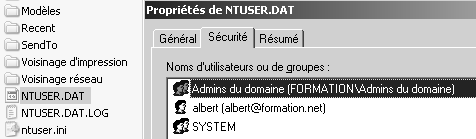 Modèles
Recent
SendTo
Voisinage d'impression
Voisinage réseau
NTUSER.DAT
NTUSER.DAT.LOG
ntuser.ini
Propriétés de NTUSER.DAT
Général Sécurité Résumé
Noms d'utilisateurs ou de groupes :
Admins du domaine (FORMATION\Admins du domaine)
albert (albert@formation.net)
SYSTEM